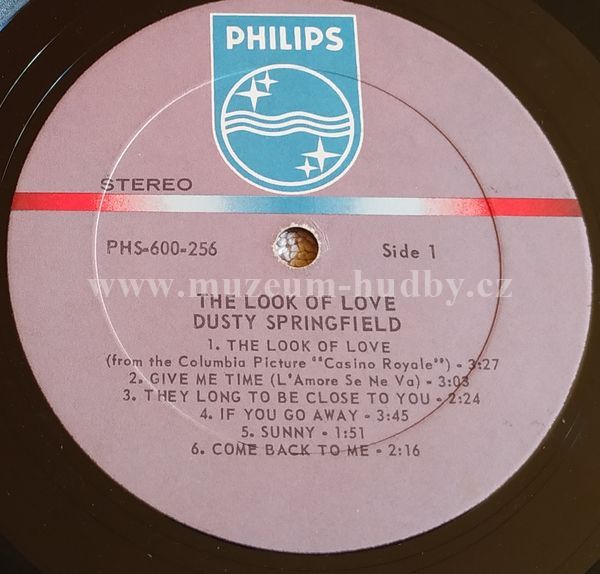 PHILIPS
STEREO
PHS-600-256
Side 1
www.muzeum-hudby.cz
THE LOOK OF LOVE
DUSTY SPRINGFIELD
1. THE LOOK OF LOVE
(from the Columbia Picture "Casino Royale") - 3:27
2. GIVE ME TIME (L'Amore Se Ne Va) - 3:03
3. THEY LONG TO BE CLOSE TO YOU - 2:24
4. IF YOU GO AWAY - 3:45
5. SUNNY - 1:51
6. COME BACK TO ME - 2:16